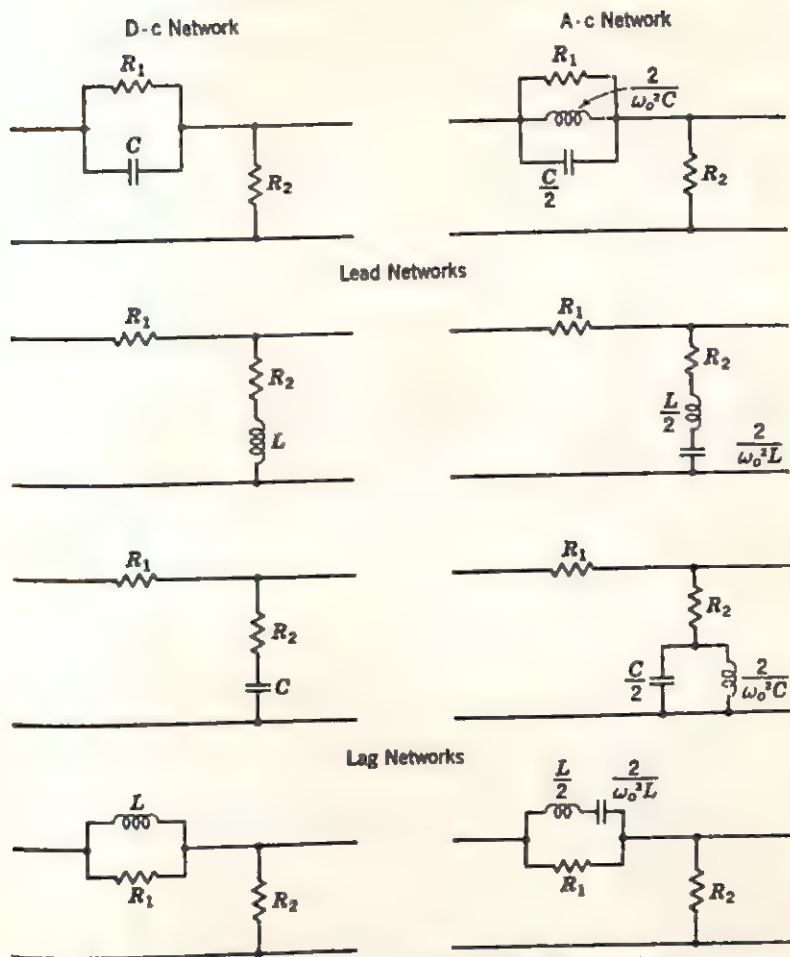 D-c Network
A-c Network
R₁
C
R₂
R₁
2/ω₀²C
C/2
R₂
Lead Networks
R₁
R₂
L
R₁
R₂
L/2
2/ω₀²L
R₁
R₂
C
R₁
R₂
C/2
2/ω₀²C
Lag Networks
L
R₁
R₂
L/2
2/ω₀²L
R₁
R₂